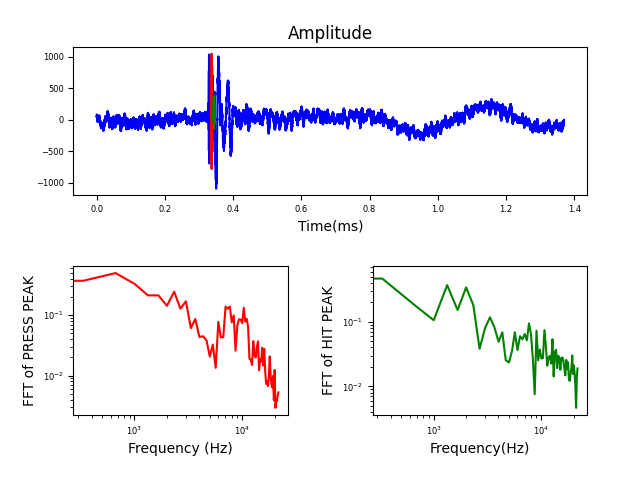 Amplitude
1000
500
0
−500
−1000
0.0 0.2 0.4 0.6 0.8 1.0 1.2 1.4
Time(ms)
FFT of PRESS PEAK
10⁻¹
10⁻²
10³ 10⁴
Frequency (Hz)
FFT of HIT PEAK
10⁻¹
10⁻²
10³ 10⁴
Frequency(Hz)